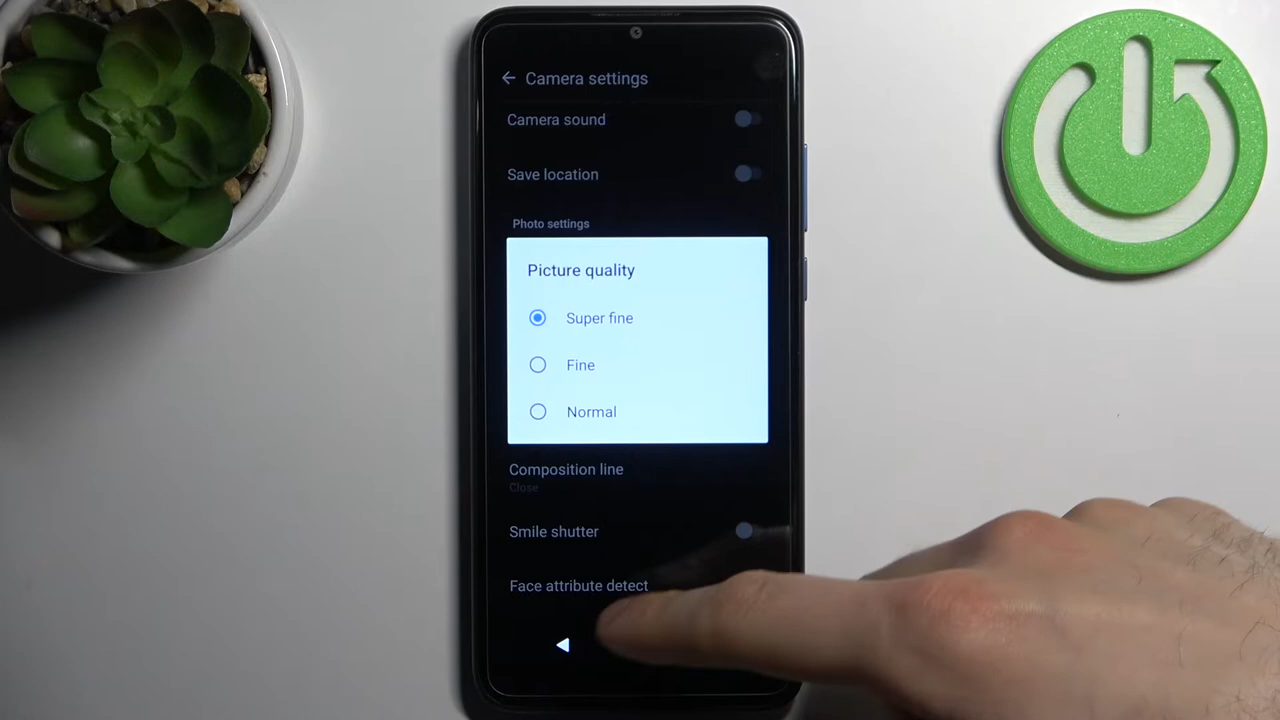 Camera settings
Camera sound
Save location
Photo settings
Picture quality
Super fine
Fine
Normal
Composition line
Close
Smile shutter
Face attribute detect